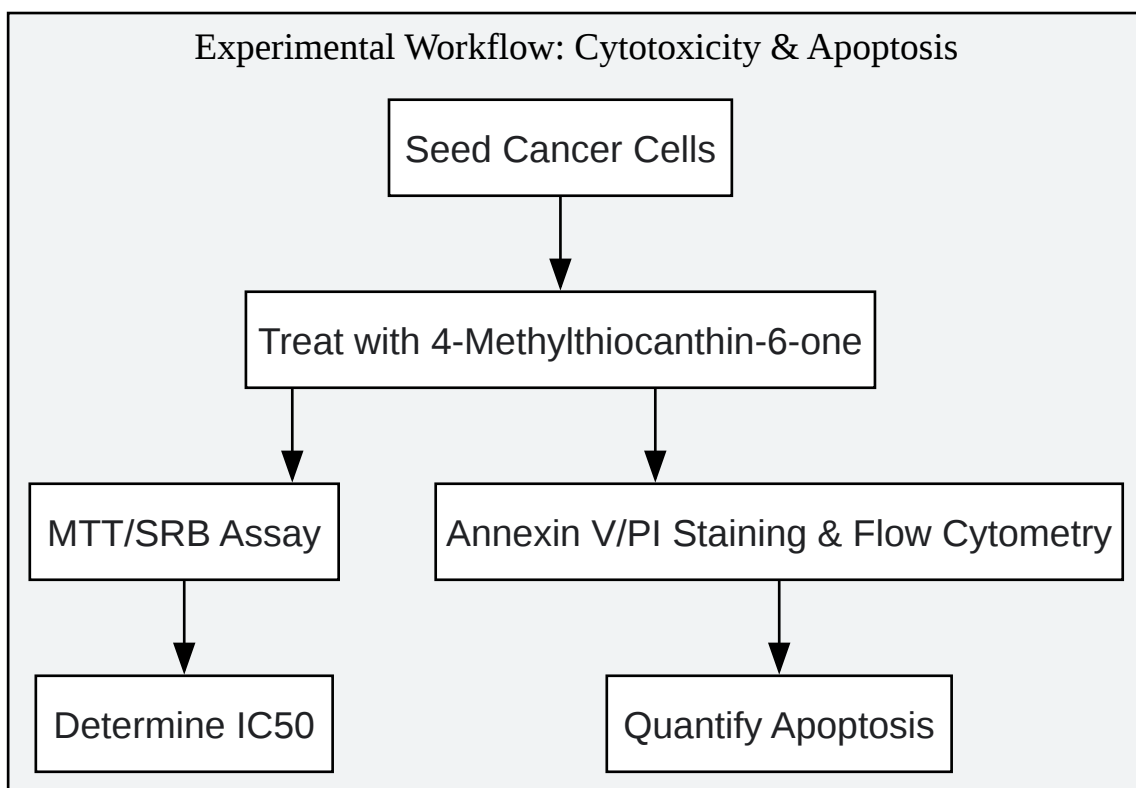 Experimental Workflow: Cytotoxicity & Apoptosis
Seed Cancer Cells
Treat with 4-Methylthiocanthin-6-one
MTT/SRB Assay
Annexin V/PI Staining & Flow Cytometry
Determine IC50
Quantify Apoptosis